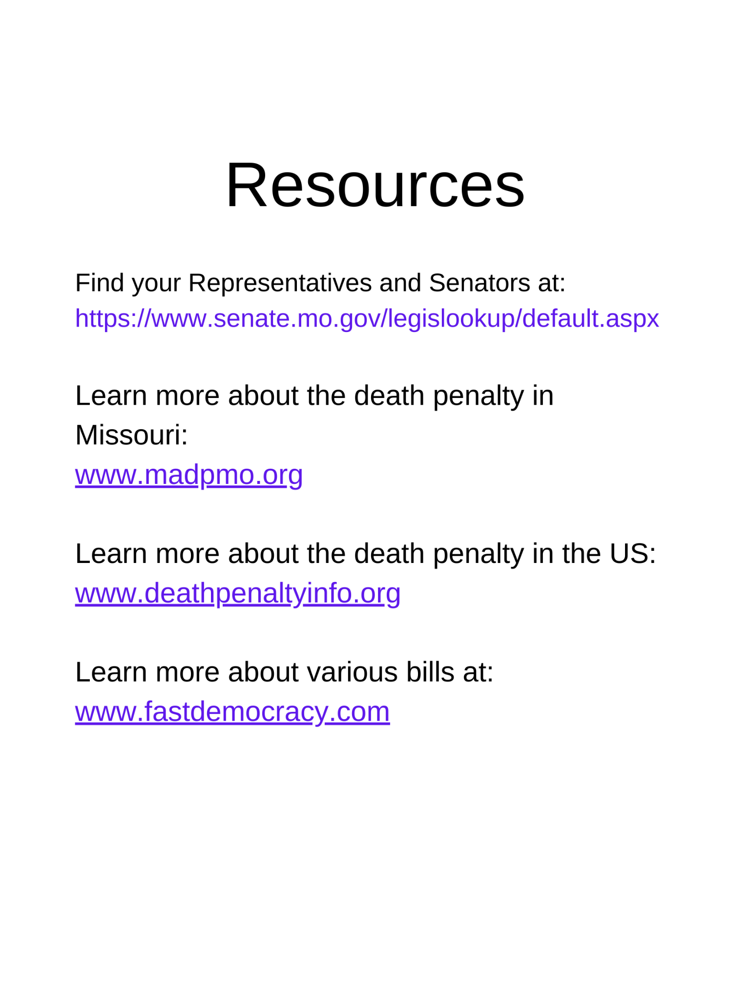 Resources
Find your Representatives and Senators at:
https://www.senate.mo.gov/legislookup/default.aspx
Learn more about the death penalty in
Missouri:
www.madpmo.org
Learn more about the death penalty in the US:
www.deathpenaltyinfo.org
Learn more about various bills at:
www.fastdemocracy.com